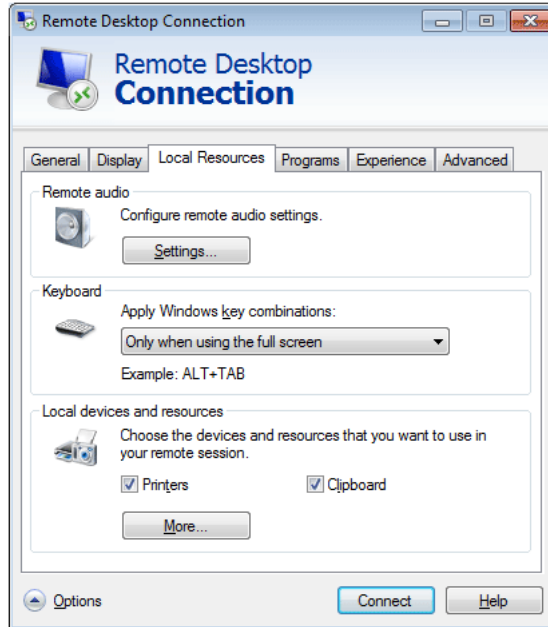 Remote Desktop Connection
Remote Desktop
Connection
General Display Local Resources Programs Experience Advanced
Remote audio
Configure remote audio settings.
Settings...
Keyboard
Apply Windows key combinations:
Only when using the full screen
Example: ALT+TAB
Local devices and resources
Choose the devices and resources that you want to use in
your remote session.
Printers Clipboard
More...
Options Connect Help